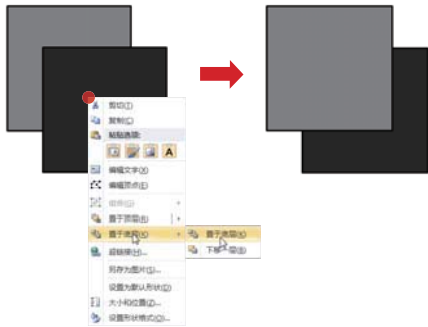 剪切(T)
复制(C)
粘贴选项:
A
编辑文字(X)
编辑顶点(E)
组合(G)
置于顶层(R)
置于底层(K)
置于底层(K)
下移一层(B)
超链接(H)...
另存为图片(S)...
设置为默认形状(D)
大小和位置(Z)...
设置形状格式(O)...